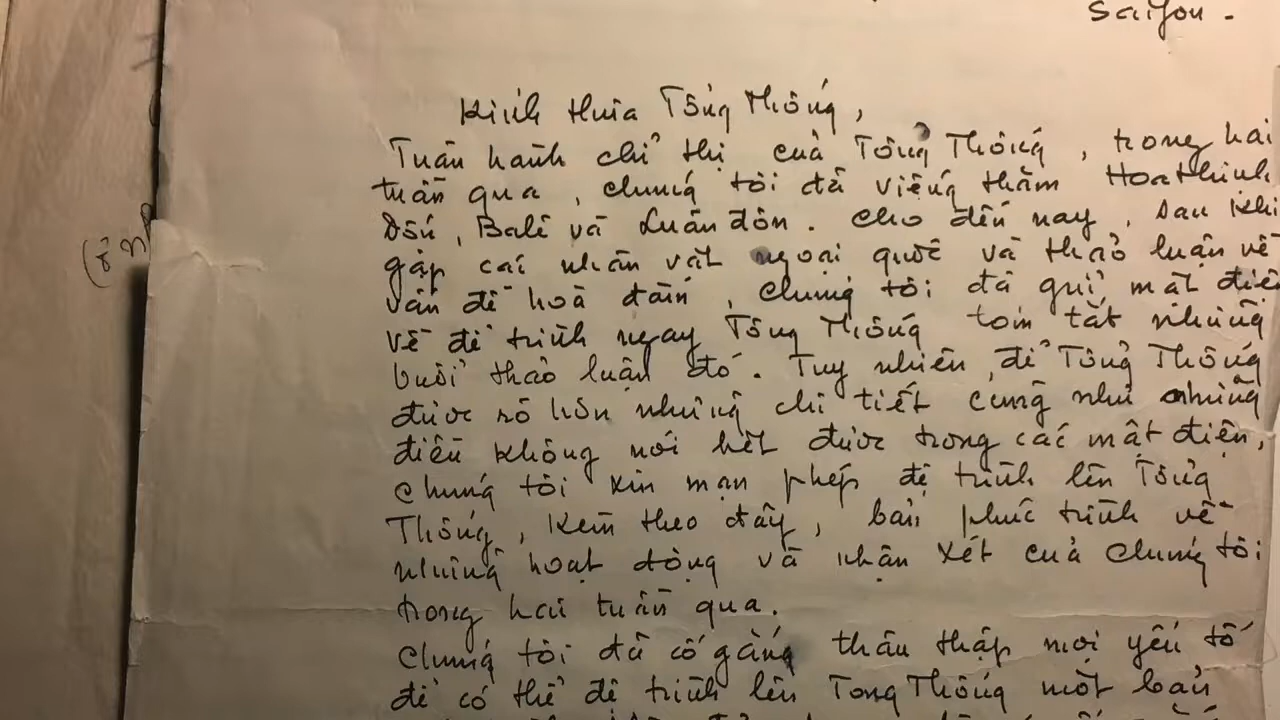 Saigon.
Kính thưa Tổng Thống,
Tuân hành chỉ thị của Tổng Thống, trong hai
tuần qua, chúng tôi đã viếng thăm Hoa thịnh
Đốn, Balê và Luân đôn. Cho đến nay, sau khi
gặp các nhân vật ngoại quốc và thảo luận về
vấn đề hoà đàm, chúng tôi đã gửi mật điện
về đệ trình ngay Tổng Thống tóm tắt những
buổi thảo luận đó. Tuy nhiên, để Tổng Thống
được rõ hơn những chi tiết cũng như những
điều không nói hết được trong các mật điện,
chúng tôi xin mạn phép đệ trình lên Tổng
Thống, kèm theo đây, bản phúc trình về
những hoạt động và nhận xét của chúng tôi
trong hai tuần qua.
Chúng tôi đã cố gắng thâu thập mọi yếu tố
để có thể đệ trình lên Tổng Thống một bản